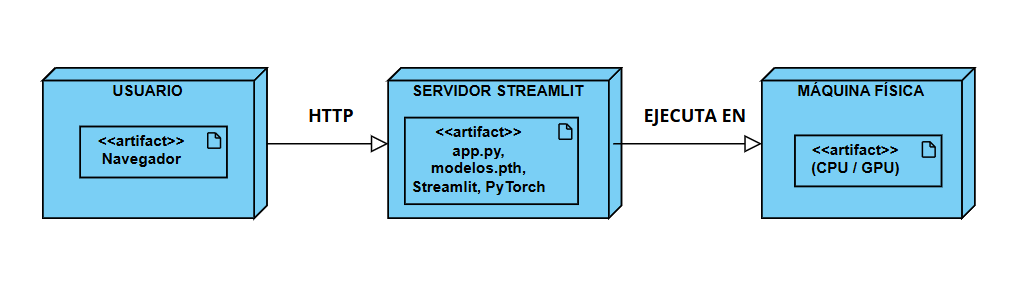 USUARIO
<<artifact>>
Navegador
HTTP
SERVIDOR STREAMLIT
<<artifact>>
app.py,
modelos.pth,
Streamlit, PyTorch
EJECUTA EN
MÁQUINA FÍSICA
<<artifact>>
(CPU / GPU)